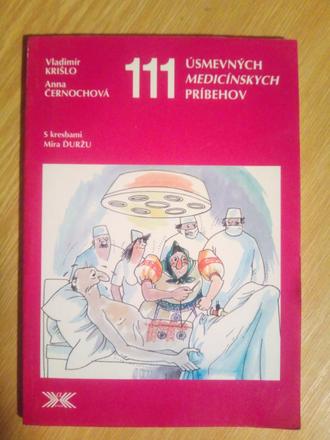 Vladimír
KRIŠLO
Anna
ČERNOCHOVÁ
111 ÚSMEVNÝCH
MEDICÍNSKYCH
PRÍBEHOV
S kresbami
Mira ĎURŽU